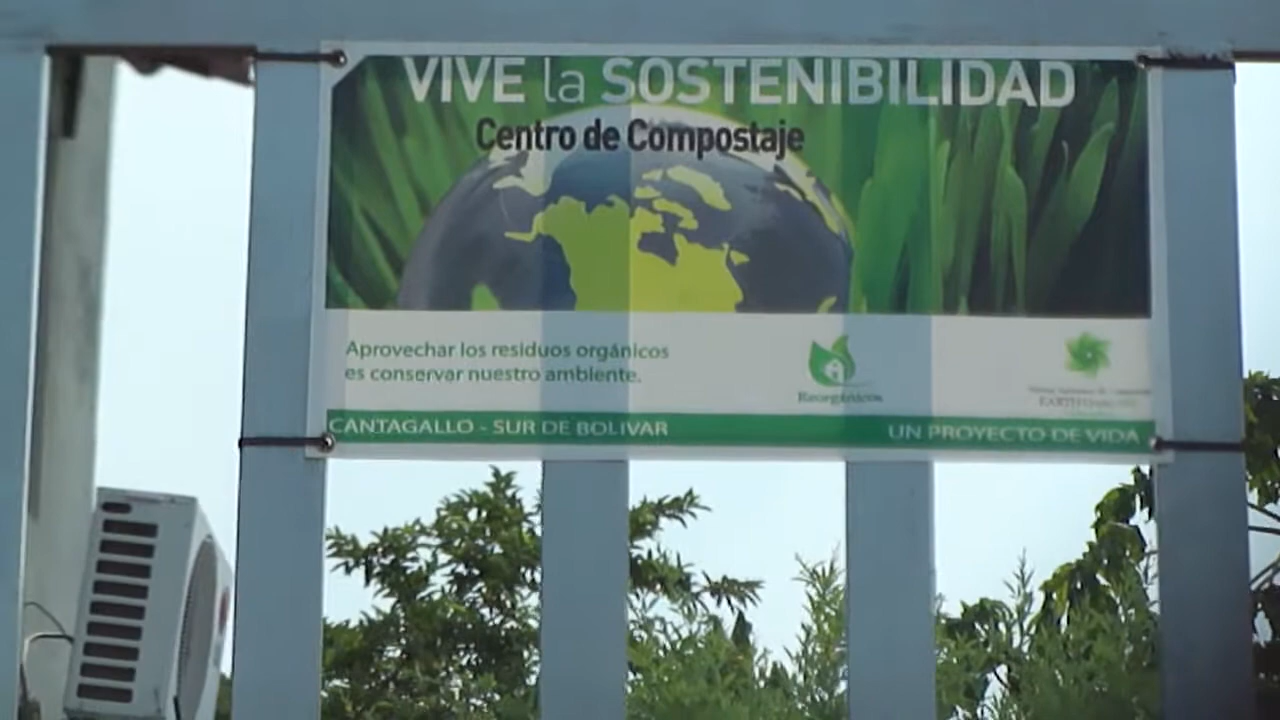 VIVE la SOSTENIBILIDAD
Centro de Compostaje
Aprovechar los residuos orgánicos
es conservar nuestro ambiente.
Reorgánicos
EARTH
CANTAGALLO - SUR DE BOLIVAR
UN PROYECTO DE VIDA